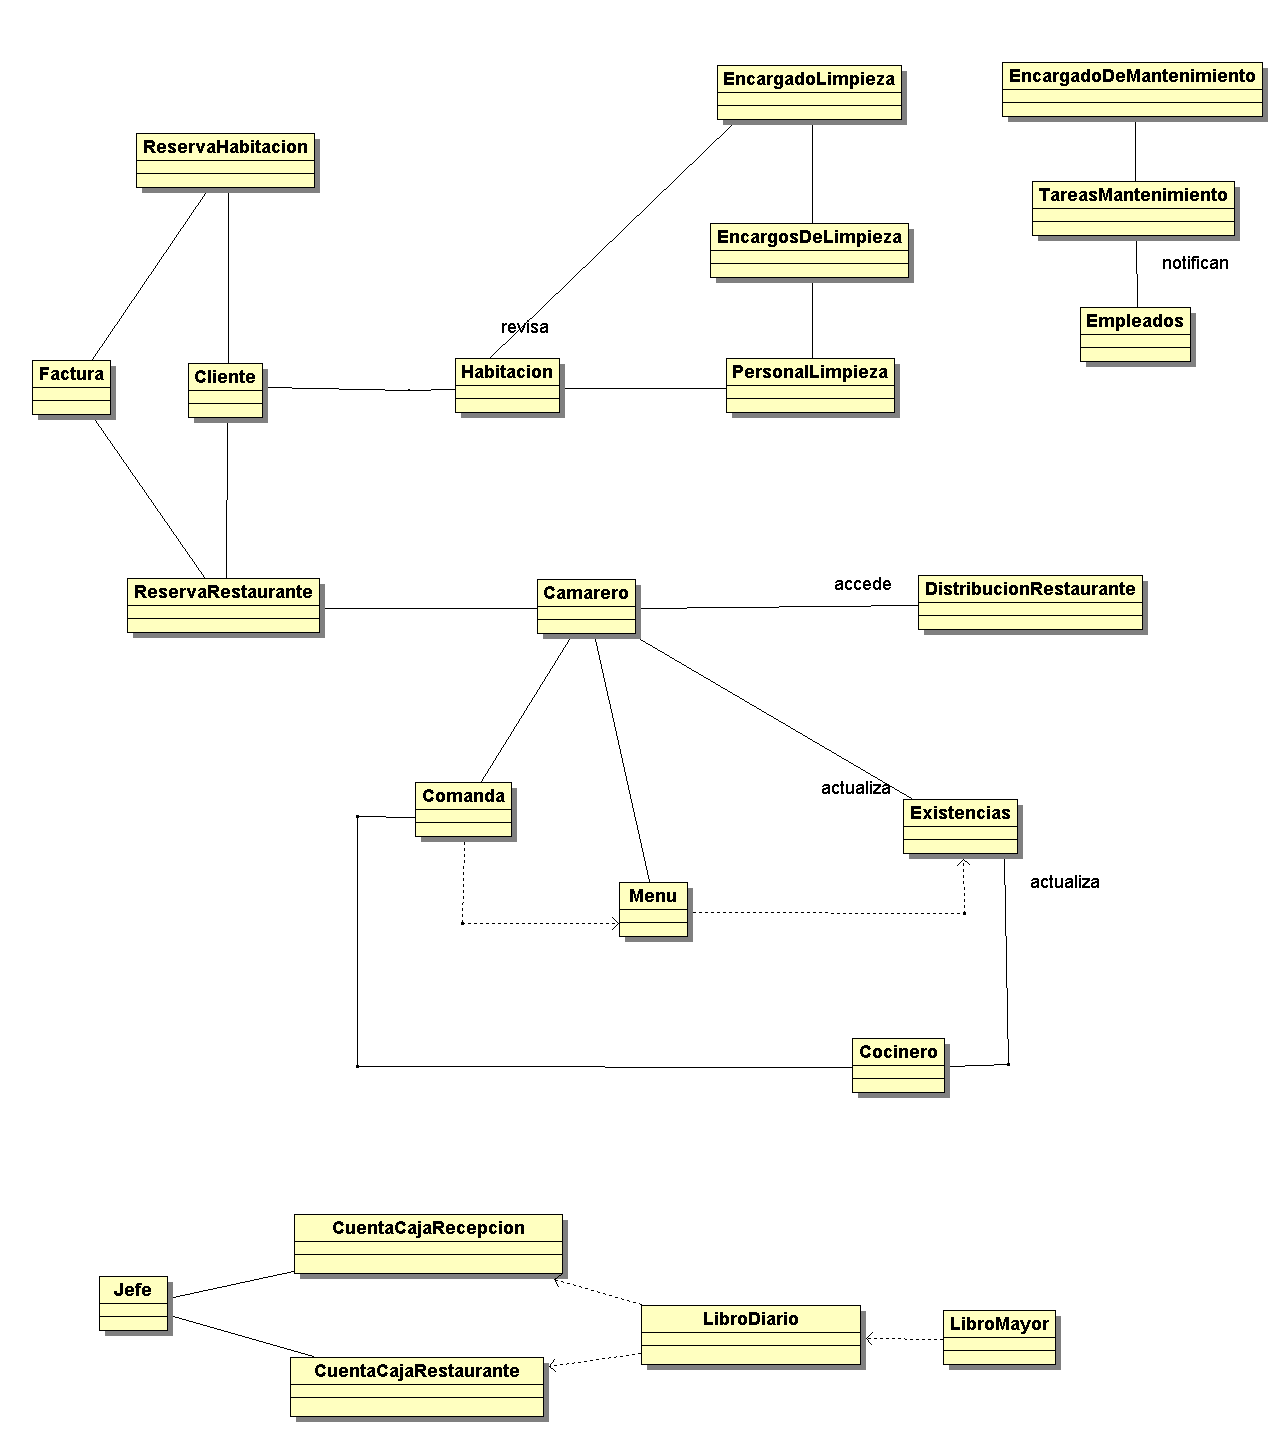 EncargadoLimpieza
EncargadoDeMantenimiento
ReservaHabitacion
TareasMantenimiento
EncargosDeLimpieza
notifican
Empleados
revisa
Factura
Cliente
Habitacion
PersonalLimpieza
ReservaRestaurante
Camarero
accede
DistribucionRestaurante
Comanda
actualiza
Existencias
actualiza
Menu
Cocinero
CuentaCajaRecepcion
Jefe
LibroDiario
LibroMayor
CuentaCajaRestaurante